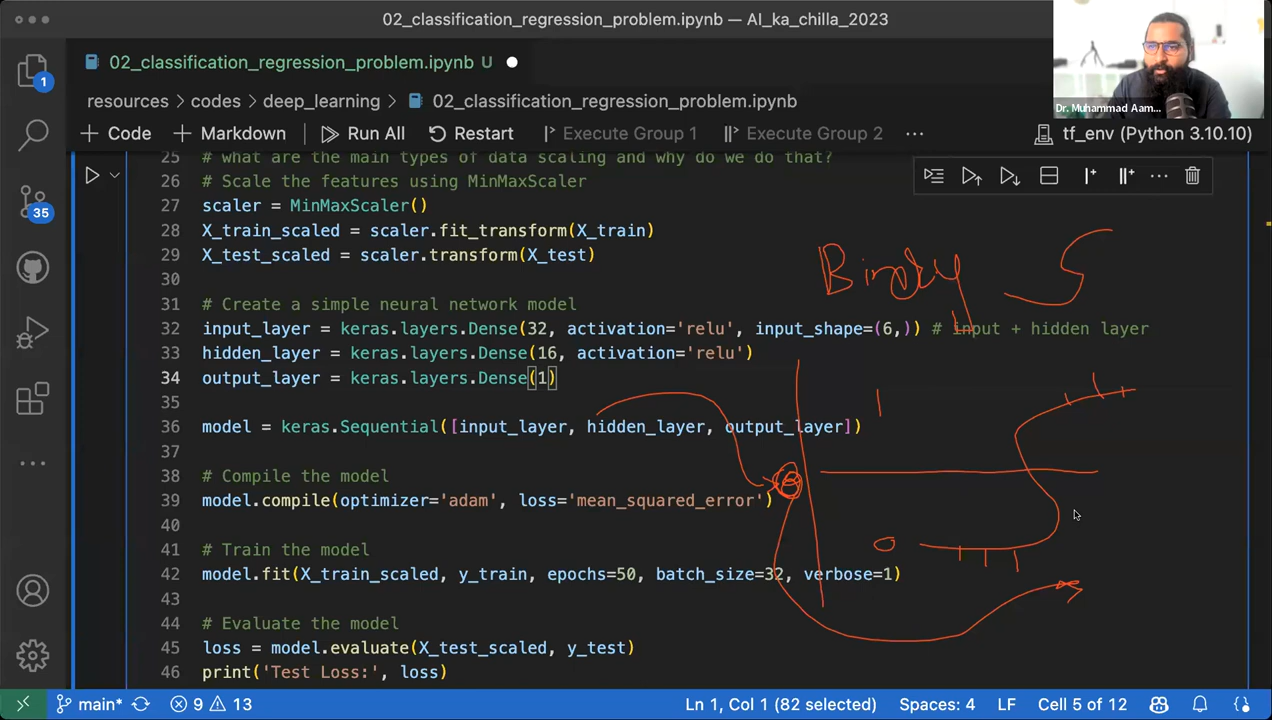 02_classification_regression_problem.ipynb — AI_ka_chilla_2023
02_classification_regression_problem.ipynb U
resources > codes > deep_learning > 02_classification_regression_problem.ipynb
Dr. Muhammad Aam...
+ Code + Markdown Run All Restart Execute Group 1 Execute Group 2 ... tf_env (Python 3.10.10)
1
35
25 # what are the main types of data scaling and why do we do that?
26 # Scale the features using MinMaxScaler
27 scaler = MinMaxScaler()
28 X_train_scaled = scaler.fit_transform(X_train)
29 X_test_scaled = scaler.transform(X_test)
30
31 # Create a simple neural network model
32 input_layer = keras.layers.Dense(32, activation='relu', input_shape=(6,)) # input + hidden layer
33 hidden_layer = keras.layers.Dense(16, activation='relu')
34 output_layer = keras.layers.Dense(1)
35
36 model = keras.Sequential([input_layer, hidden_layer, output_layer])
37
38 # Compile the model
39 model.compile(optimizer='adam', loss='mean_squared_error')
40
41 # Train the model
42 model.fit(X_train_scaled, y_train, epochs=50, batch_size=32, verbose=1)
43
44 # Evaluate the model
45 loss = model.evaluate(X_test_scaled, y_test)
46 print('Test Loss:', loss)
Binary
1
0
main* 9 13 Ln 1, Col 1 (82 selected) Spaces: 4 LF Cell 5 of 12